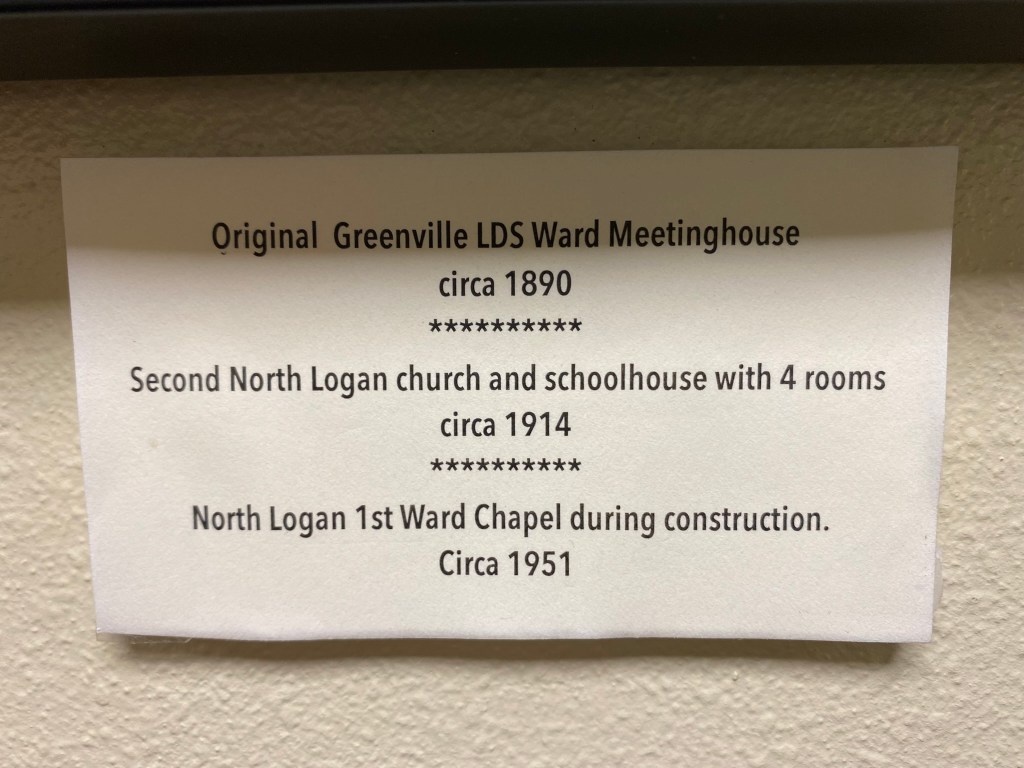 Original Greenville LDS Ward Meetinghouse
circa 1890
**********
Second North Logan church and schoolhouse with 4 rooms
circa 1914
**********
North Logan 1st Ward Chapel during construction.
Circa 1951